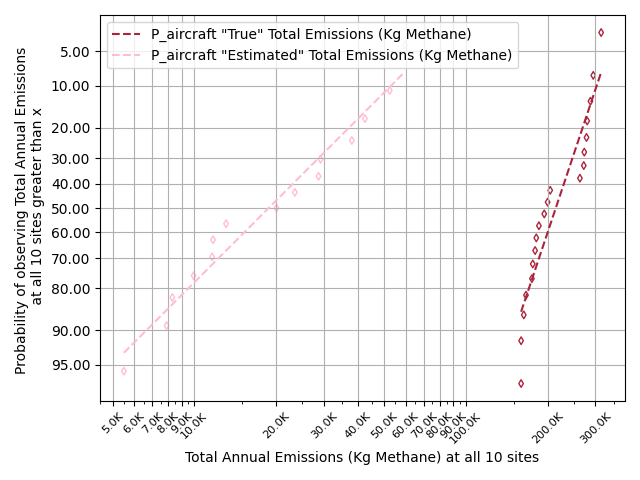 P_aircraft "True" Total Emissions (Kg Methane)
P_aircraft "Estimated" Total Emissions (Kg Methane)
Probability of observing Total Annual Emissions
at all 10 sites greater than x
5.00
10.00
20.00
30.00
40.00
50.00
60.00
70.00
80.00
90.00
95.00
5.0K
6.0K
7.0K
8.0K
9.0K
10.0K
20.0K
30.0K
40.0K
50.0K
60.0K
70.0K
80.0K
90.0K
100.0K
200.0K
300.0K
Total Annual Emissions (Kg Methane) at all 10 sites